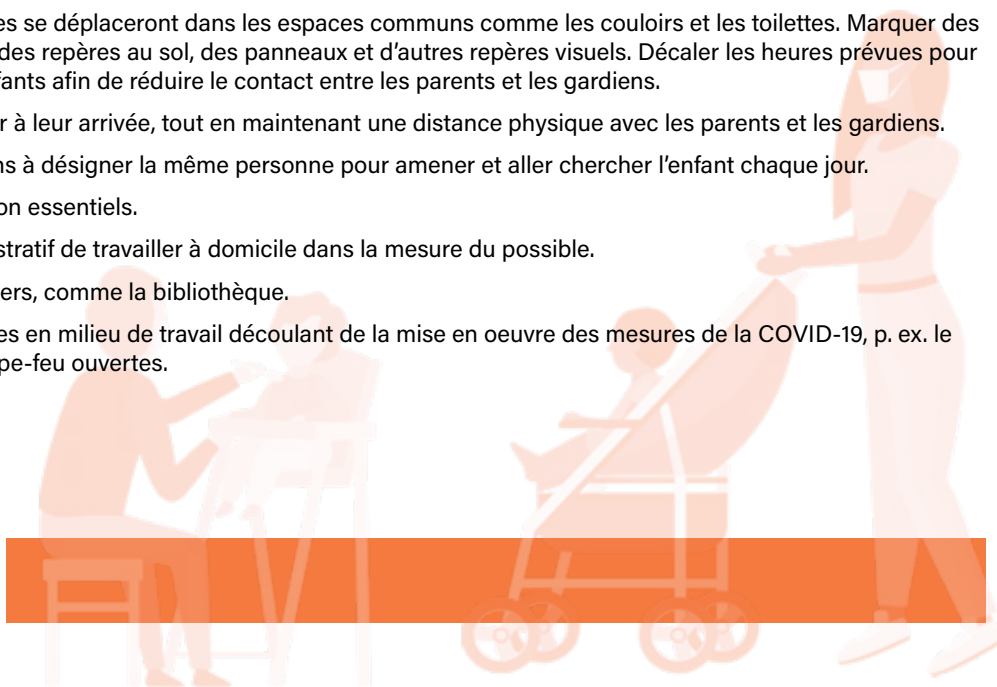 es se déplaceront dans les espaces communs comme les couloirs et les toilettes. Marquer des
des repères au sol, des panneaux et d'autres repères visuels. Décaler les heures prévues pour
fants afin de réduire le contact entre les parents et les gardiens.
r à leur arrivée, tout en maintenant une distance physique avec les parents et les gardiens.
ns à désigner la même personne pour amener et aller chercher l'enfant chaque jour.
on essentiels.
stratif de travailler à domicile dans la mesure du possible.
ers, comme la bibliothèque.
es en milieu de travail découlant de la mise en oeuvre des mesures de la COVID-19, p. ex. le
pe-feu ouvertes.